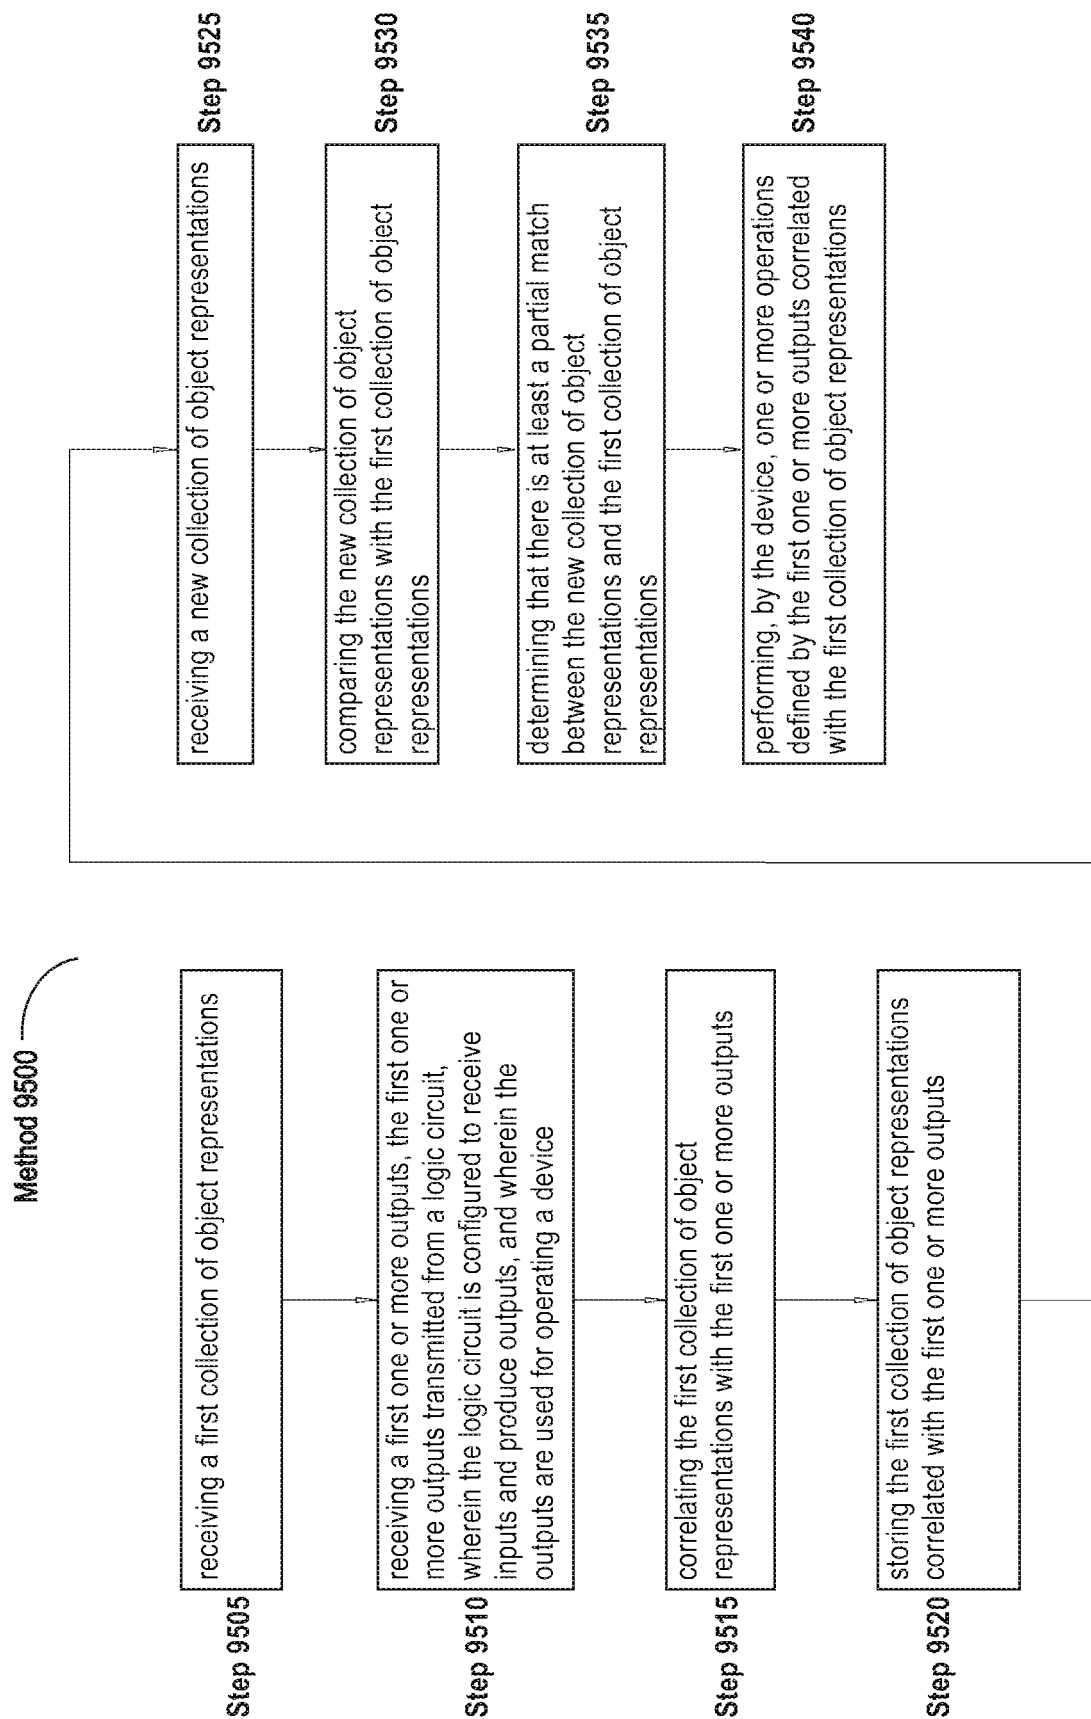 Method 9500
Step 9505
receiving a first collection of object representations
Step 9510
receiving a first one or more outputs, the first one or
more outputs transmitted from a logic circuit,
wherein the logic circuit is configured to receive
inputs and produce outputs, and wherein the
outputs are used for operating a device
Step 9515
correlating the first collection of object
representations with the first one or more outputs
Step 9520
storing the first collection of object representations
correlated with the first one or more outputs
receiving a new collection of object representations
Step 9525
comparing the new collection of object
representations with the first collection of object
representations
Step 9530
determining that there is at least a partial match
between the new collection of object
representations and the first collection of object
representations
Step 9535
performing, by the device, one or more operations
defined by the first one or more outputs correlated
with the first collection of object representations
Step 9540